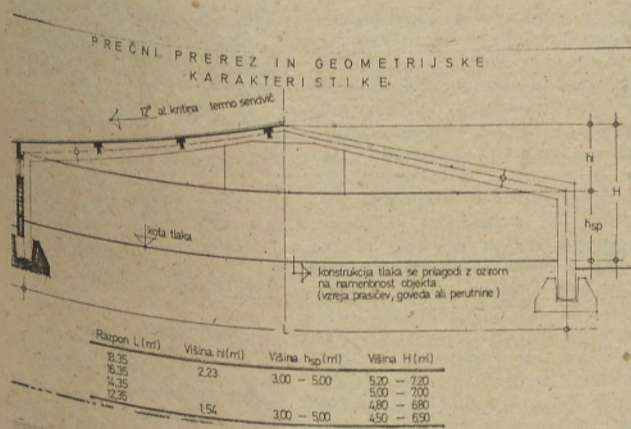 PREČNI PREREZ IN GEOMETRIJSKE
KARAKTERISTIKE.
12° al. kritina termo sendvič
hl
H
hsp
kota tlaka
konstrukcija tlaka se prilagodi z ozirom
na namenbnost objekta.
(vzreja prašičev, goveda ali perutnine)
L
Razpon L (m) Višina hl (m) Višina hsp (m) Višina H (m)
18.35 2,23 3,00 – 5,00 5,20 – 7,20
16.35 5,00 – 7,00
14.35 4,80 – 6,80
12.35 1,54 3,00 – 5,00 4,50 – 6,50